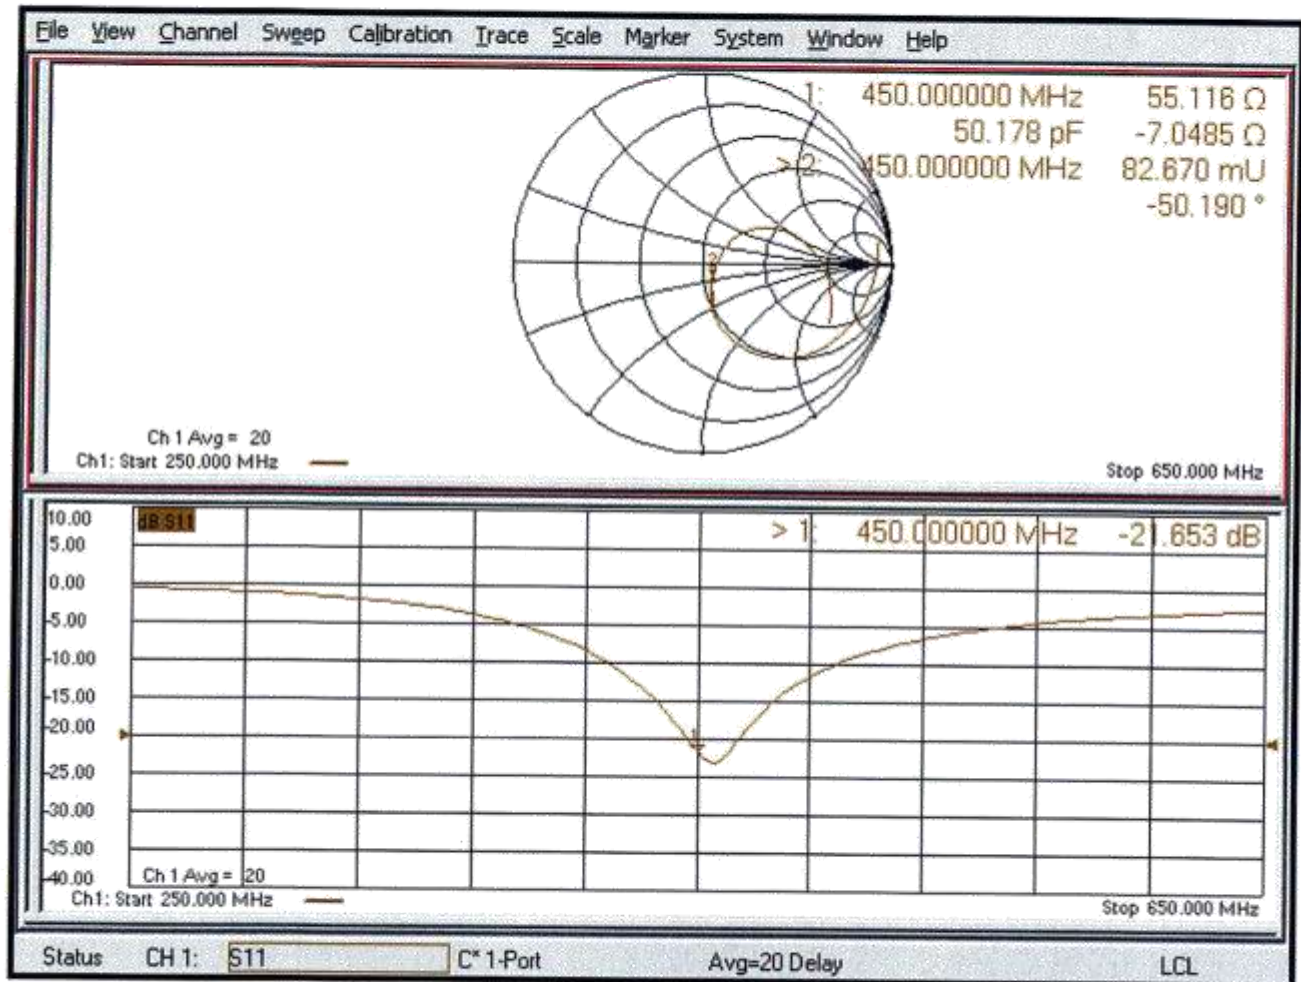 File View Channel Sweep Calibration Trace Scale Marker System Window Help
1: 450.000000 MHz 55.116 Ω
50.178 pF -7.0485 Ω
> 2: 450.000000 MHz 82.670 mU
-50.190 °
2
Ch 1 Avg = 20
Ch1: Start 250.000 MHz
Stop 650.000 MHz
10.00
dB S11
> 1: 450.000000 MHz -21.653 dB
5.00
0.00
-5.00
-10.00
-15.00
-20.00
1
-25.00
-30.00
-35.00
-40.00
Ch 1 Avg = 20
Ch1: Start 250.000 MHz
Stop 650.000 MHz
Status CH 1: S11 C* 1-Port Avg=20 Delay LCL